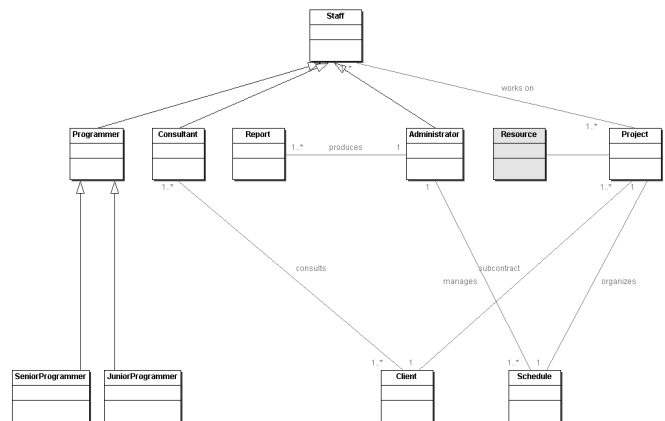 Staff
.*
works on
1..*
Programmer
Consultant
Report
Administrator
Resource
Project
1..* produces 1
1..*
1
1..* 1
consults
subcontract
manages
organizes
1..* 1
1..* 1
SeniorProgrammer
JuniorProgrammer
Client
Schedule